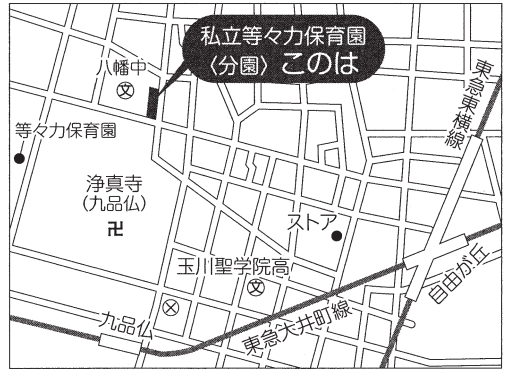 私立等々力保育園
〈分園〉このは
八幡中
文
等々力保育園
浄真寺
(九品仏)
卍
ストア
玉川聖学院高
文
九品仏
東急大井町線
自由が丘
東急東横線